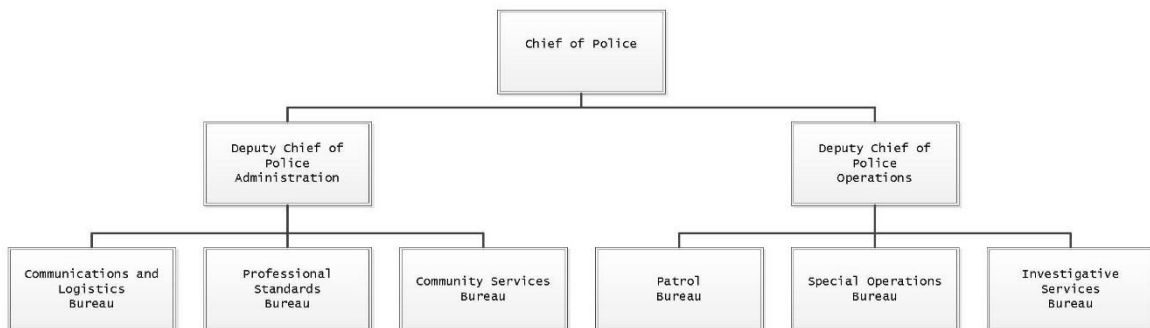 Chief of Police
Deputy Chief of
Police
Administration
Deputy Chief of
Police
Operations
Communications and
Logistics
Bureau
Professional
Standards
Bureau
Community Services
Bureau
Patrol
Bureau
Special Operations
Bureau
Investigative
Services
Bureau